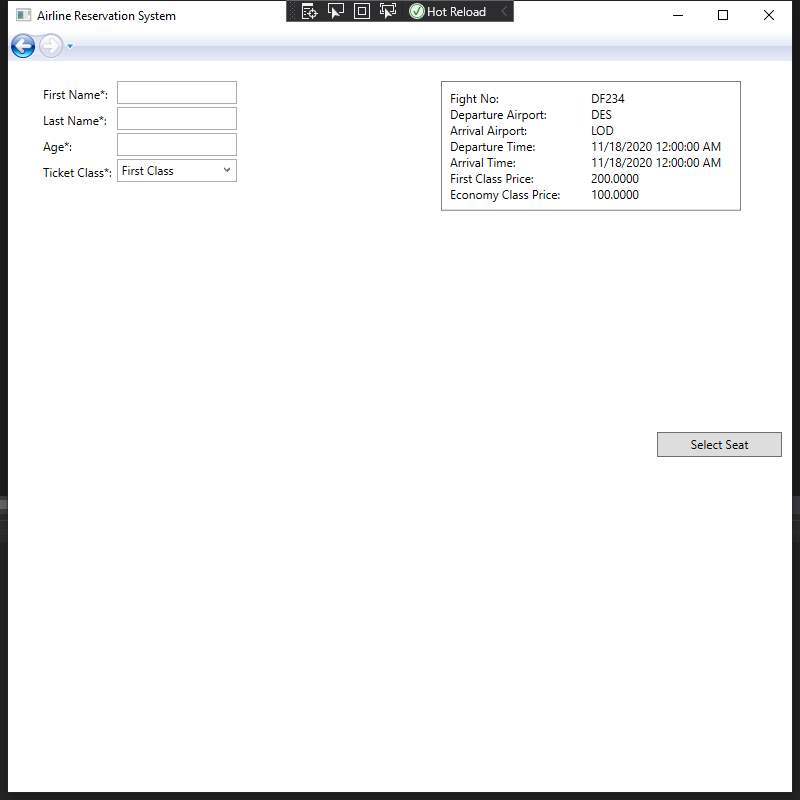 Airline Reservation System
Hot Reload
First Name*:
Last Name*:
Age*:
Ticket Class*: First Class
Fight No: DF234
Departure Airport: DES
Arrival Airport: LOD
Departure Time: 11/18/2020 12:00:00 AM
Arrival Time: 11/18/2020 12:00:00 AM
First Class Price: 200.0000
Economy Class Price: 100.0000
Select Seat